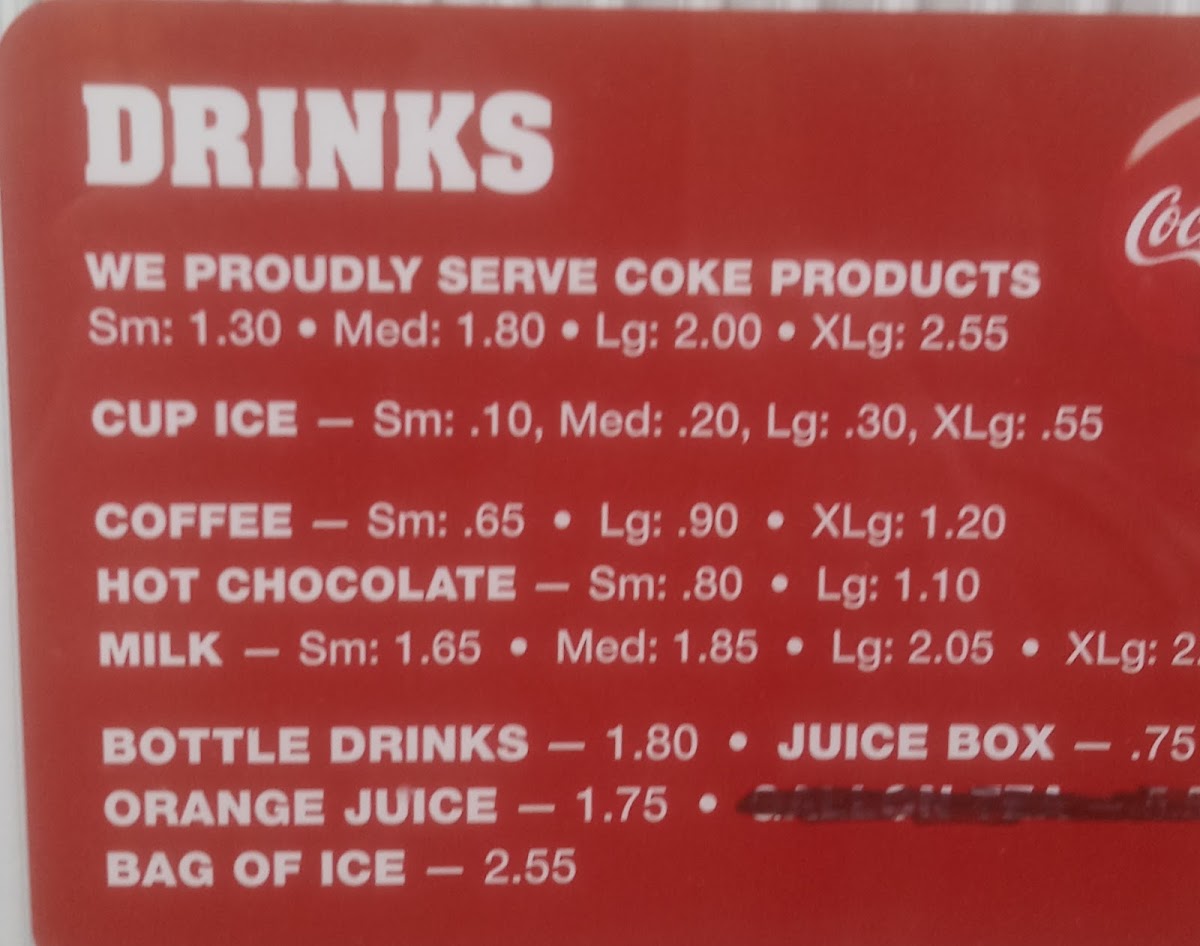 DRINKS
WE PROUDLY SERVE COKE PRODUCTS
Sm: 1.30 • Med: 1.80 • Lg: 2.00 • XLg: 2.55
CUP ICE — Sm: .10, Med: .20, Lg: .30, XLg: .55
COFFEE — Sm: .65 • Lg: .90 • XLg: 1.20
HOT CHOCOLATE — Sm: .80 • Lg: 1.10
MILK — Sm: 1.65 • Med: 1.85 • Lg: 2.05 • XLg: 2.
BOTTLE DRINKS — 1.80 • JUICE BOX — .75
ORANGE JUICE — 1.75 •
BAG OF ICE — 2.55